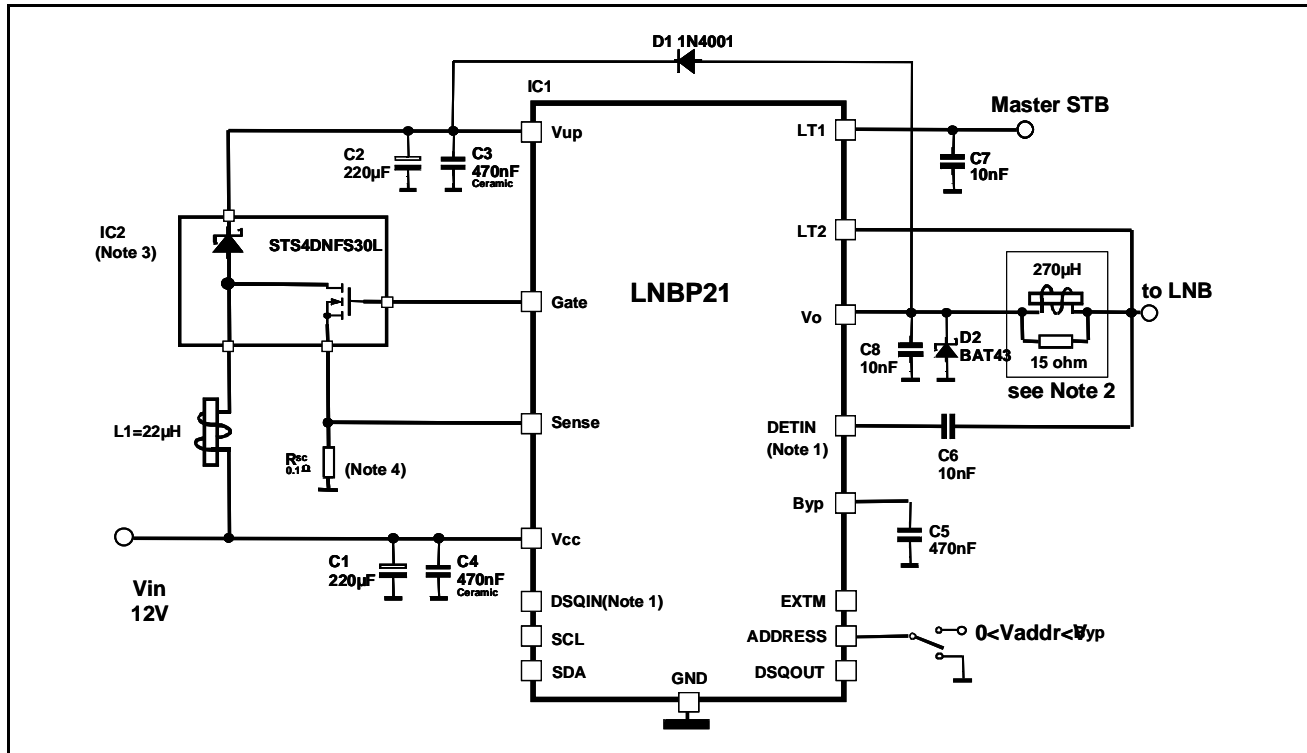 D1 1N4001
IC1
Master STB
Vup
LT1
C2
220µF
C3
470nF
Ceramic
C7
10nF
IC2
(Note 3)
STS4DNFS30L
LT2
270µH
LNBP21
to LNB
Gate
Vo
C8
10nF
D2
BAT43
15 ohm
see Note 2
L1=22µH
Sense
DETIN
(Note 1)
C6
10nF
Rsc
0.1Ω
(Note 4)
Byp
C5
470nF
Vcc
C1
220µF
C4
470nF
Ceramic
Vin
12V
DSQIN(Note 1)
EXTM
SCL
ADDRESS
0<Vaddr<VByp
SDA
DSQOUT
GND